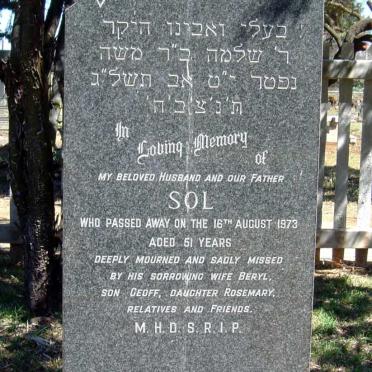 בעלי ואבינו היקר
ר' שלמה ב"ר משה
נפטר י"ט אב תשל"ג
ת'נ'צ'ב'ה'
In
Loving Memory
of
MY BELOVED HUSBAND AND OUR FATHER
SOL
WHO PASSED AWAY ON THE 16TH AUGUST 1973
AGED 51 YEARS
DEEPLY MOURNED AND SADLY MISSED
BY HIS SORROWING WIFE BERYL,
SON GEOFF, DAUGHTER ROSEMARY,
RELATIVES AND FRIENDS.
M.H.D.S.R.I.P.